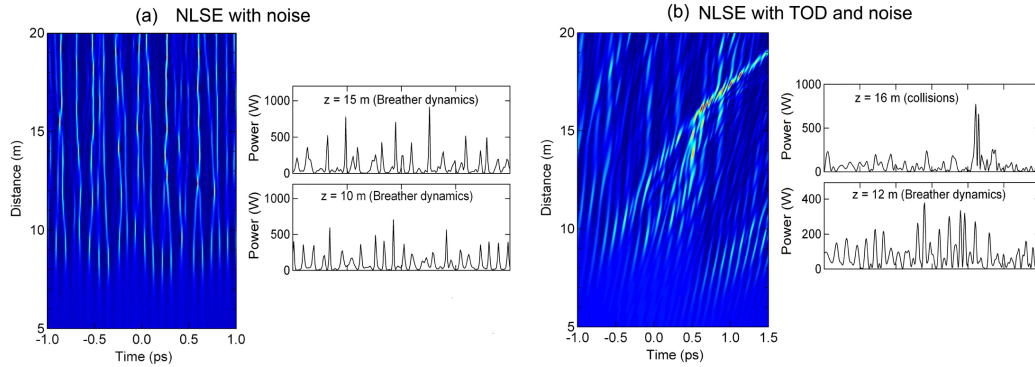 (a) NLSE with noise
20
15
10
5
Distance (m)
-1.0 -0.5 0.0 0.5 1.0
Time (ps)
z = 15 m (Breather dynamics)
1000
500
0
Power (W)
z = 10 m (Breather dynamics)
1000
500
0
Power (W)
(b) NLSE with TOD and noise
20
15
10
5
Distance (m)
-1.0 -0.5 0.0 0.5 1.0 1.5
Time (ps)
z = 16 m (collisions)
1000
500
0
Power (W)
z = 12 m (Breather dynamics)
400
200
0
Power (W)